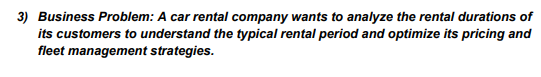 3) Business Problem: A car rental company wants to analyze the rental durations of
its customers to understand the typical rental period and optimize its pricing and
fleet management strategies.